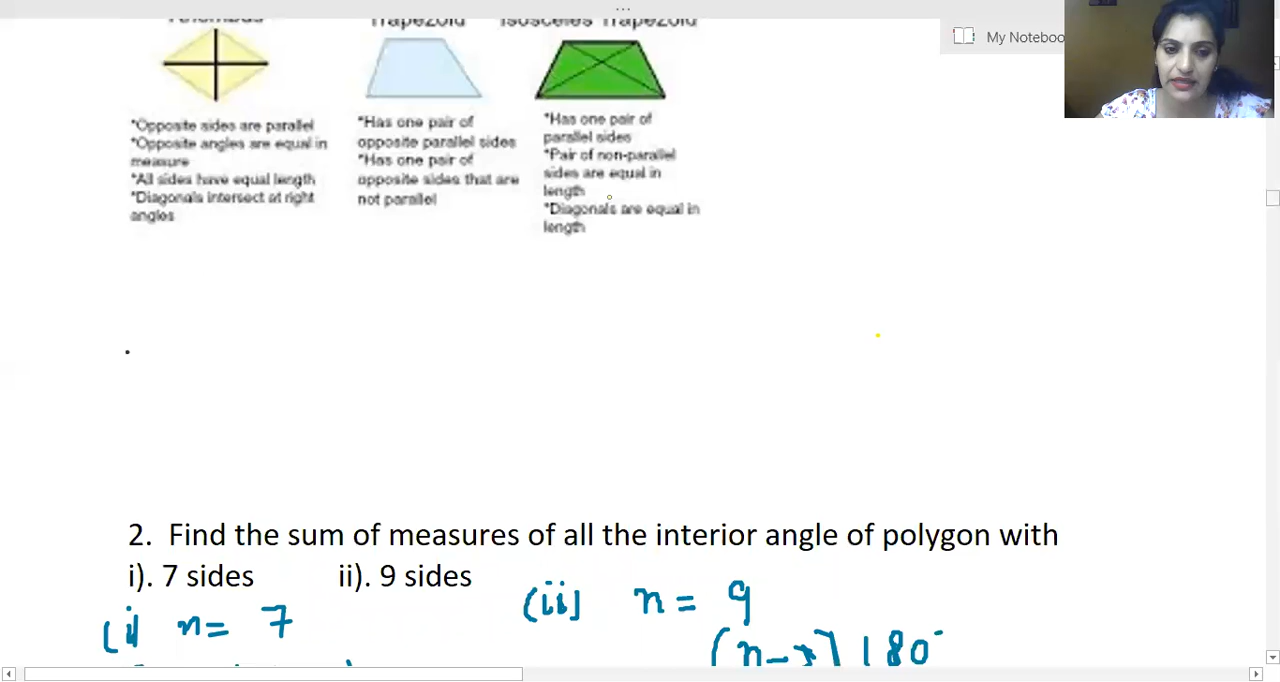 Rhombus Trapezoid Isosceles Trapezoid
My Noteboo
*Opposite sides are parallel
*Opposite angles are equal in
measure
*All sides have equal length
*Diagonals intersect at right
angles
*Has one pair of
opposite parallel sides
*Has one pair of
opposite sides that are
not parallel
*Has one pair of
parallel sides
*Pair of non-parallel
sides are equal in
length
*Diagonals are equal in
length
2. Find the sum of measures of all the interior angle of polygon with
i). 7 sides ii). 9 sides
(i) n = 7
(ii) n = 9